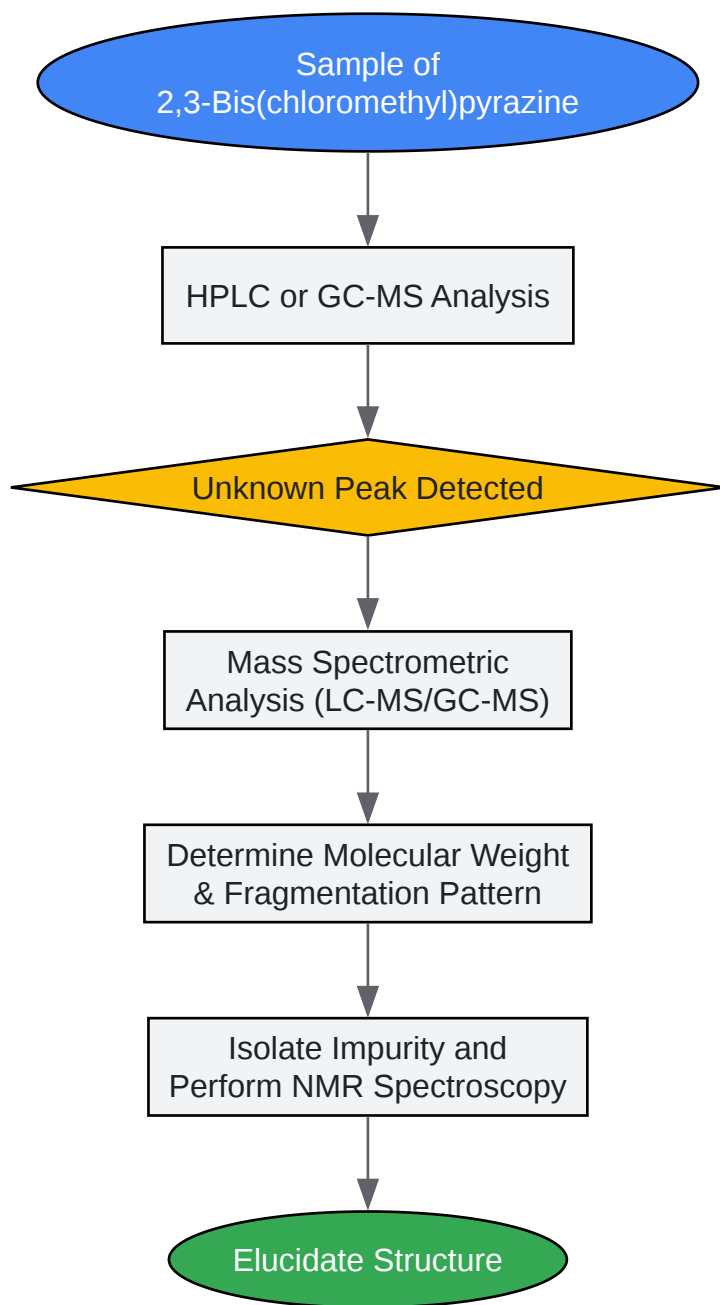 Sample of
2,3-Bis(chloromethyl)pyrazine
HPLC or GC-MS Analysis
Unknown Peak Detected
Mass Spectrometric
Analysis (LC-MS/GC-MS)
Determine Molecular Weight
& Fragmentation Pattern
Isolate Impurity and
Perform NMR Spectroscopy
Elucidate Structure